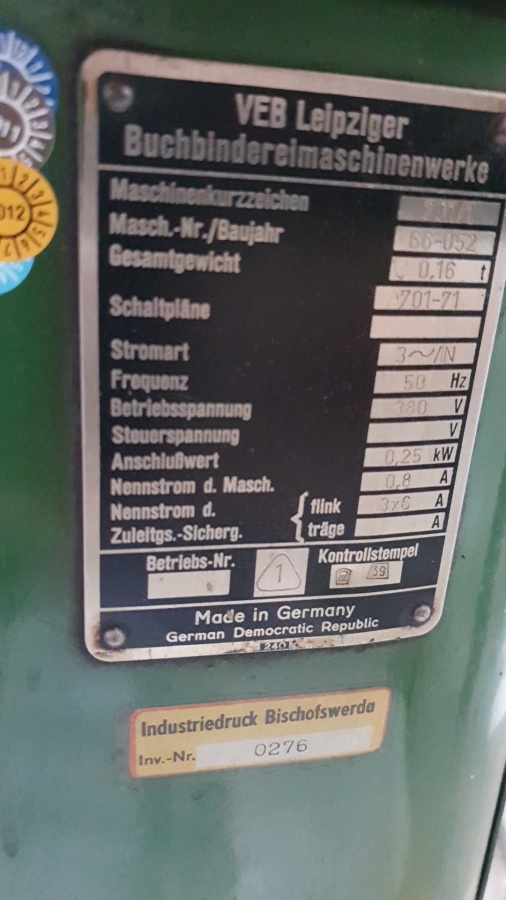 VEB Leipziger
Buchbindereimaschinenwerke
Maschinenkurzzeichen
Masch.-Nr./Baujahr 66-052
Gesamtgewicht 0,16 t
Schaltpläne 701-71
Stromart 3~/N
Frequenz 50 Hz
Betriebsspannung 380 V
Steuerspannung V
Anschlußwert 0,25 kW
Nennstrom d. Masch. 0,8 A
Nennstrom d. flink 3x6 A
Zuleitgs.-Sicherg. träge A
Betriebs-Nr. 1 Kontrollstempel
39
Made in Germany
German Democratic Republic
Industriedruck Bischofswerda
Inv.-Nr. 0276